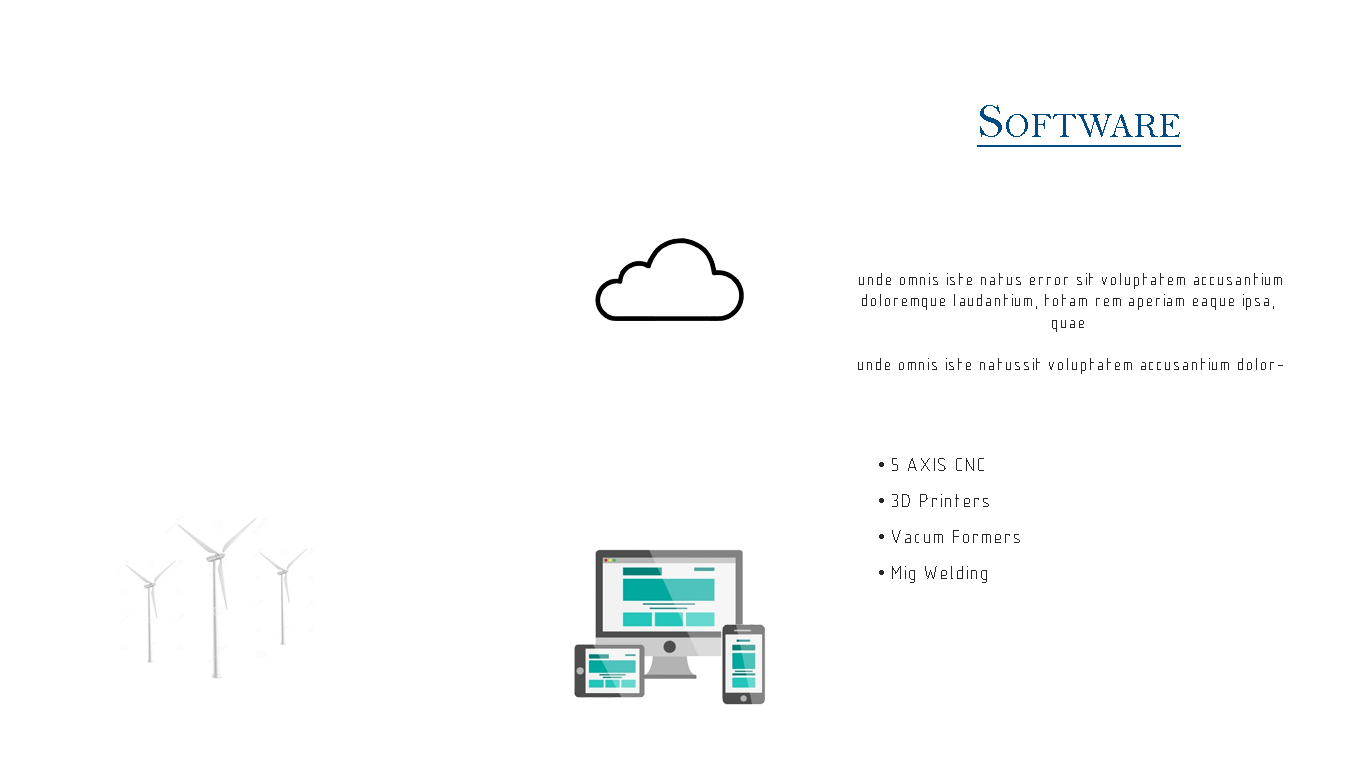 Software
unde omnis iste natus error sit voluptatem accusantium
doloremque laudantium, totam rem aperiam eaque ipsa,
quae
unde omnis iste natussit voluptatem accusantium dolor-
• 5 AXIS CNC
• 3D Printers
• Vacum Formers
• Mig Welding